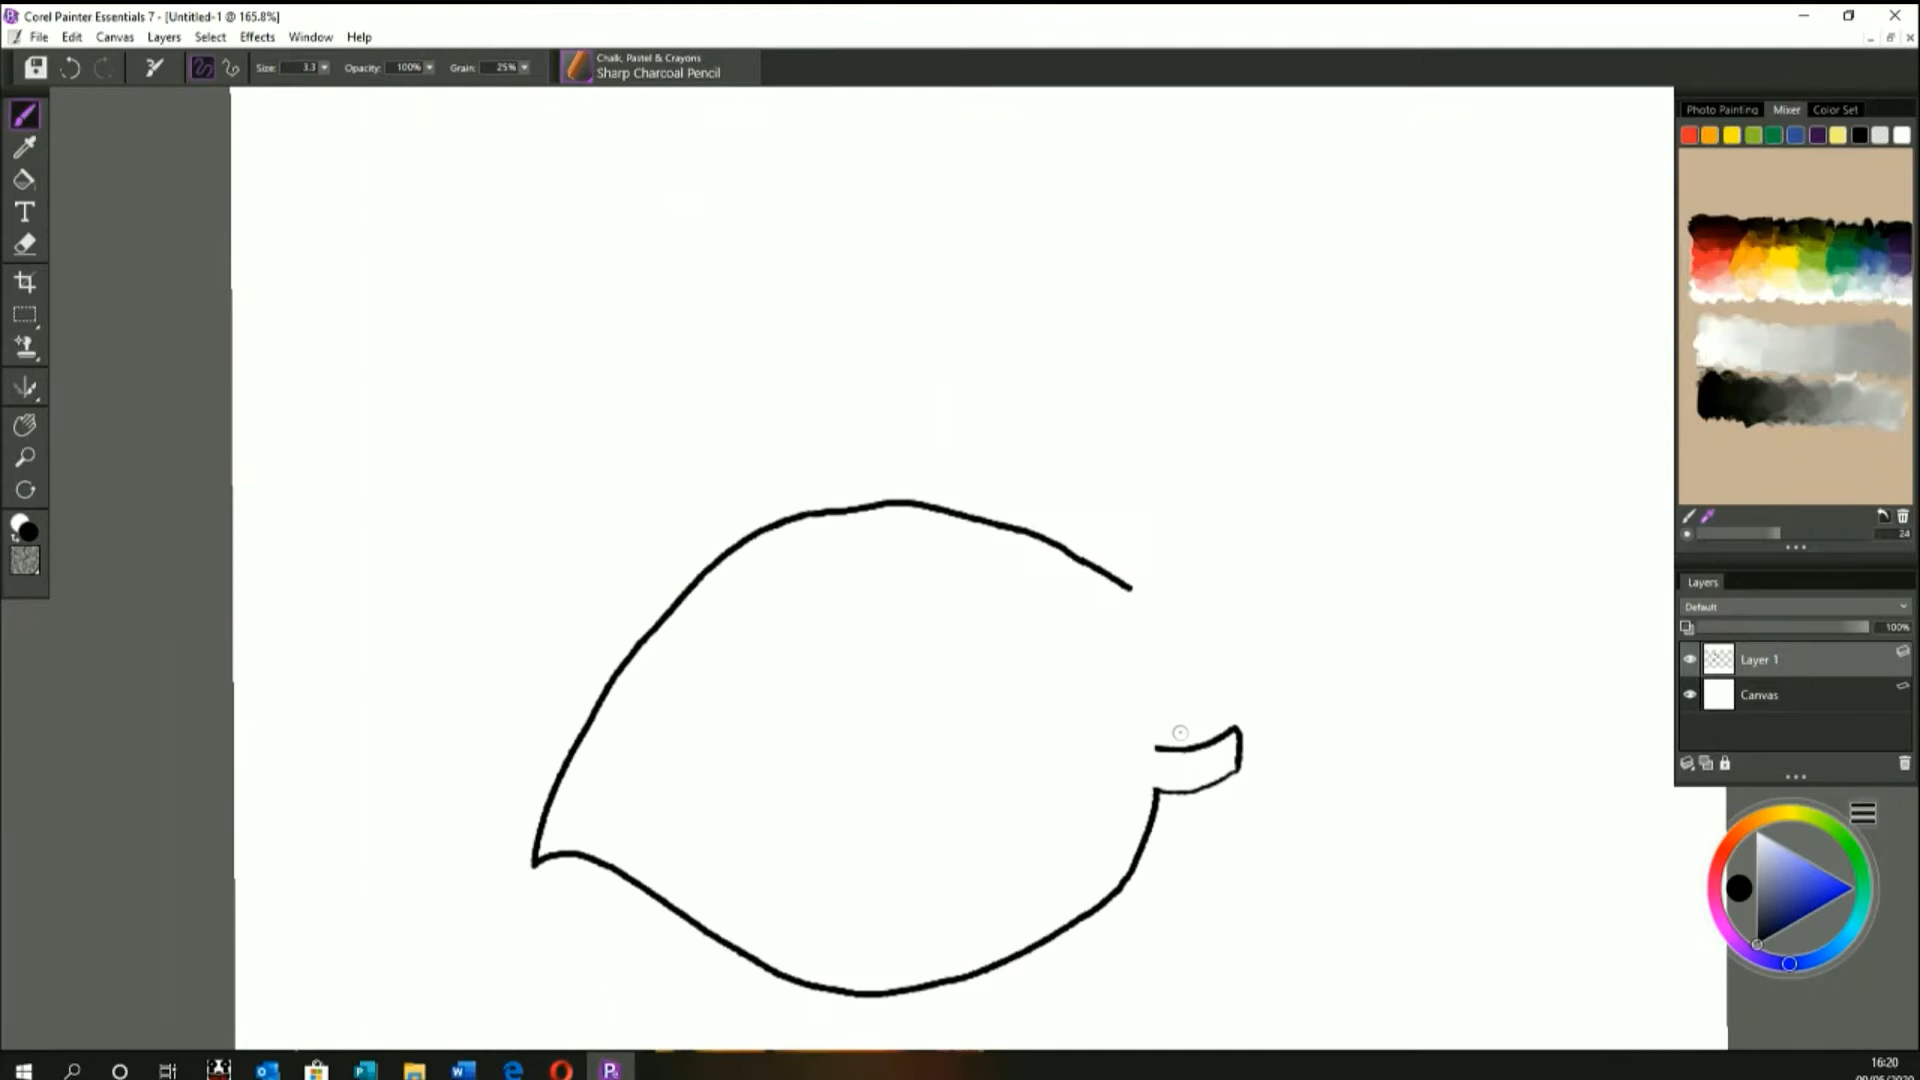 Corel Painter Essentials 7 - [Untitled-1 @ 165.8%]
File Edit Canvas Layers Select Effects Window Help
Size: 3.3 Opacity: 100% Grain: 25%
Chalk, Pastel & Crayons
Sharp Charcoal Pencil
Photo Painting Mixer Color Set
24
Layers
Default
100%
Layer 1
Canvas
16:20